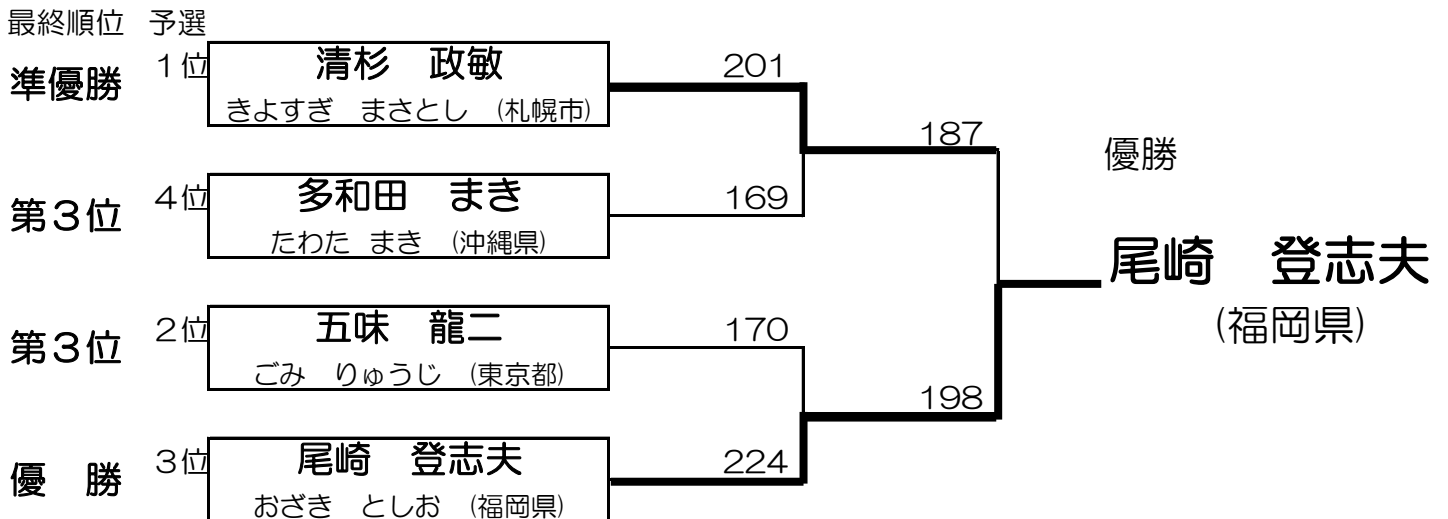 最終順位 予選
準優勝 1位 清杉 政敏 201
きよすぎ まさとし (札幌市)
187
優勝
第3位 4位 多和田 まき 169
たわた まき (沖縄県)
尾崎 登志夫
(福岡県)
第3位 2位 五味 龍二 170
ごみ りゅうじ (東京都)
198
優 勝 3位 尾崎 登志夫 224
おざき としお (福岡県)